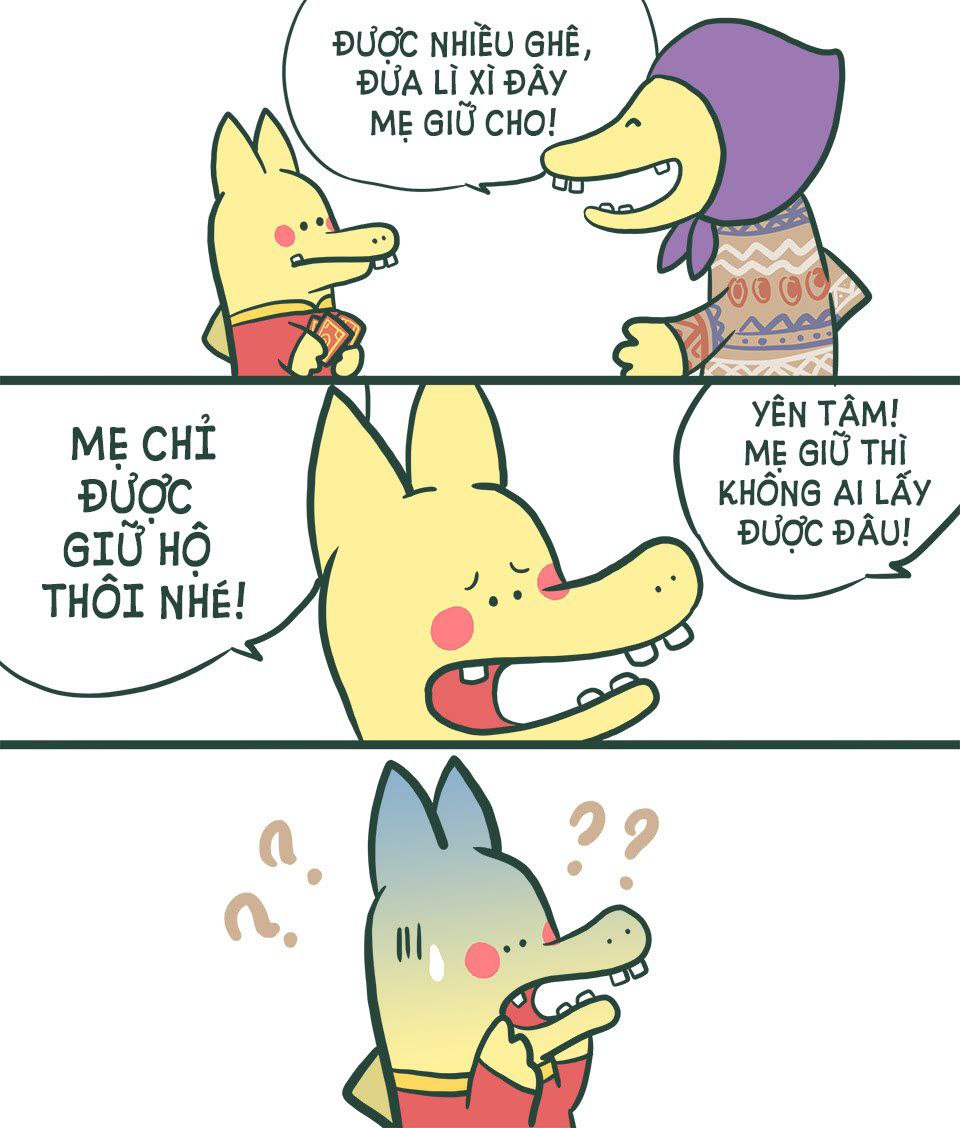 ĐƯỢC NHIỀU GHÊ,
ĐƯA LÌ XÌ ĐÂY
MẸ GIỮ CHO!
MẸ CHỈ
ĐƯỢC
GIỮ HỘ
THÔI NHÉ!
YÊN TÂM!
MẸ GIỮ THÌ
KHÔNG AI LẤY
ĐƯỢC ĐÂU!
? ?
? ?